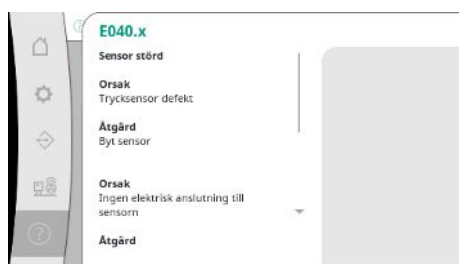 E040.x
Sensor störd
Orsak
Trycksensor defekt
Åtgärd
Byt sensor
Orsak
Ingen elektrisk anslutning till
sensorn
Åtgärd